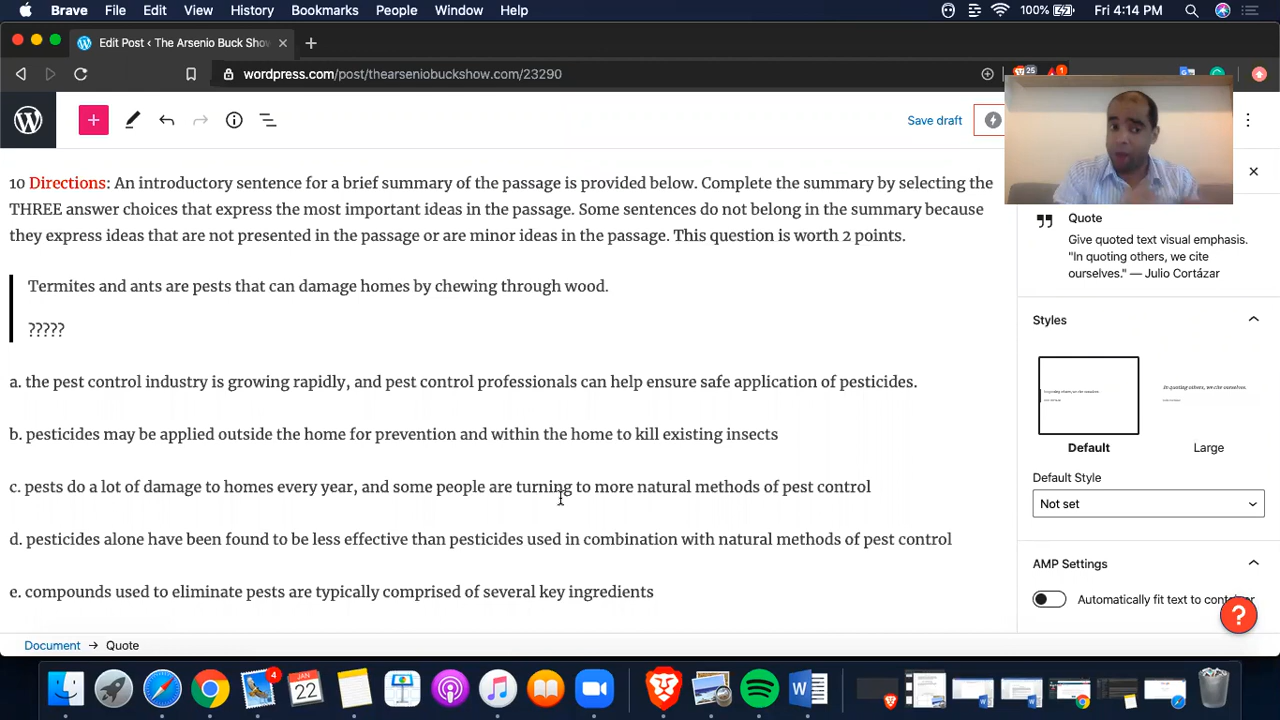 Brave File Edit View History Bookmarks People Window Help 100% Fri 4:14 PM
Edit Post ‹ The Arsenio Buck Show
wordpress.com/post/thearseniobuckshow.com/23290
25
1
Save draft
10 Directions: An introductory sentence for a brief summary of the passage is provided below. Complete the summary by selecting the
THREE answer choices that express the most important ideas in the passage. Some sentences do not belong in the summary because
they express ideas that are not presented in the passage or are minor ideas in the passage. This question is worth 2 points.
Termites and ants are pests that can damage homes by chewing through wood.
?????
a. the pest control industry is growing rapidly, and pest control professionals can help ensure safe application of pesticides.
b. pesticides may be applied outside the home for prevention and within the home to kill existing insects
c. pests do a lot of damage to homes every year, and some people are turning to more natural methods of pest control
d. pesticides alone have been found to be less effective than pesticides used in combination with natural methods of pest control
e. compounds used to eliminate pests are typically comprised of several key ingredients
Quote
Give quoted text visual emphasis.
"In quoting others, we cite
ourselves." — Julio Cortázar
Styles
Default
Large
Default Style
Not set
AMP Settings
Automatically fit text to container
?
Document → Quote
4
JAN
22